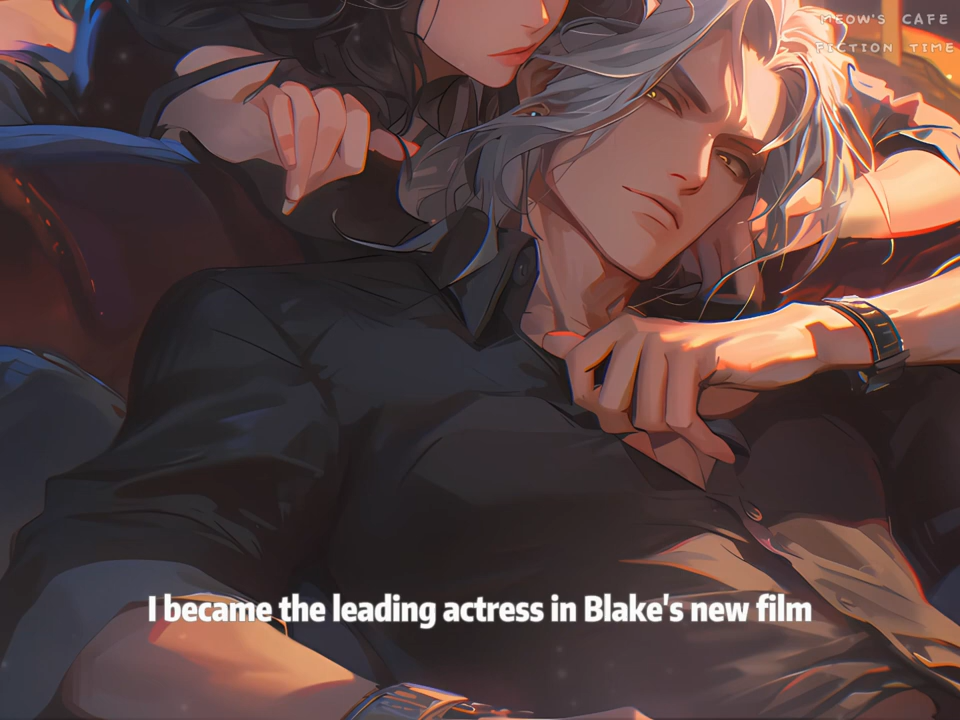 MEOW'S CAFE
FICTION TIME
I became the leading actress in Blake's new film